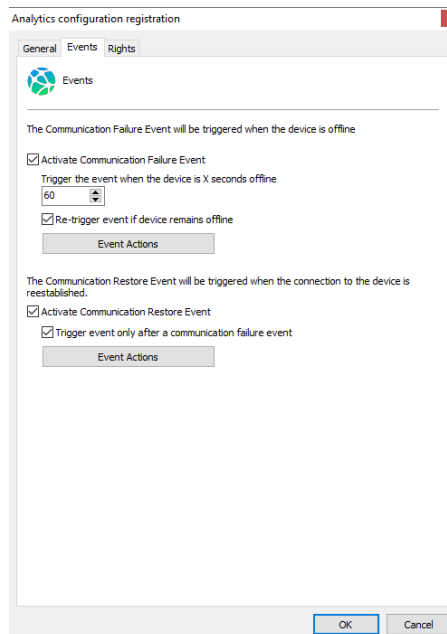 Analytics configuration registration
General Events Rights
Events
The Communication Failure Event will be triggered when the device is offline
Activate Communication Failure Event
Trigger the event when the device is X seconds offline
60
Re-trigger event if device remains offline
Event Actions
The Communication Restore Event will be triggered when the connection to the device is
reestablished.
Activate Communication Restore Event
Trigger event only after a communication failure event
Event Actions
OK Cancel